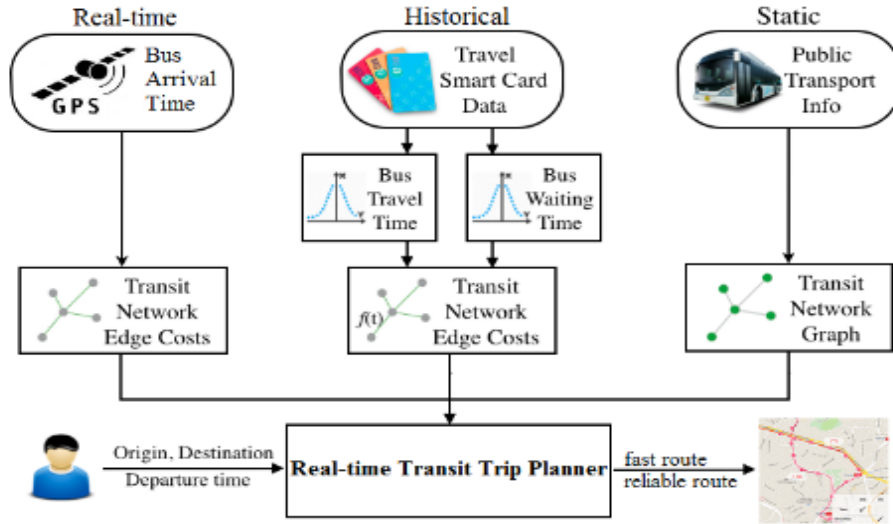 Real-time
Historical
Static
GPS
Bus
Arrival
Time
Travel
Smart Card
Data
Public
Transport
Info
Bus
Travel
Time
Bus
Waiting
Time
Transit
Network
Edge Costs
f(t)
Transit
Network
Edge Costs
Transit
Network
Graph
Origin, Destination
Departure time
Real-time Transit Trip Planner
fast route
reliable route